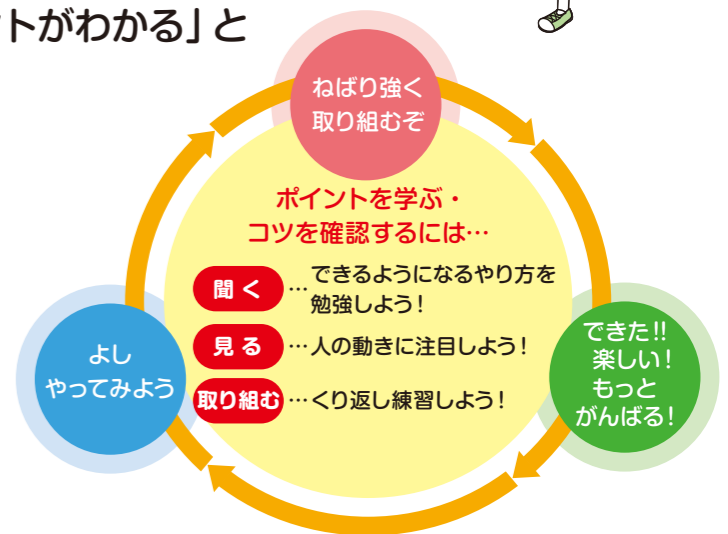 トがわかる」と
ねばり強く
取り組むぞ
ポイントを学ぶ・
コツを確認するには…
聞く…できるようになるやり方を
勉強しよう！
見る…人の動きに注目しよう！
取り組む…くり返し練習しよう！
よし
やってみよう
できた!!
楽しい！
もっと
がんばる！